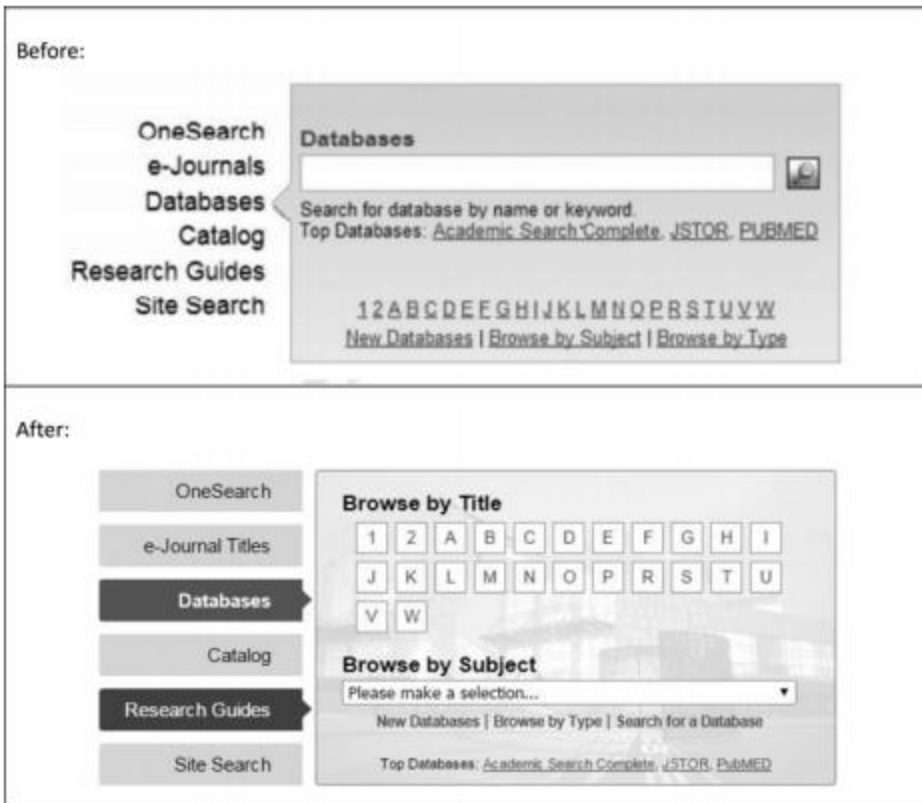 Before:
OneSearch
e-Journals
Databases
Catalog
Research Guides
Site Search
Databases
Search for database by name or keyword.
Top Databases: Academic Search Complete, JSTOR, PUBMED
1 2 A B C D E F G H I J K L M N O P R S T U V W
New Databases | Browse by Subject | Browse by Type
After:
OneSearch
e-Journal Titles
Databases
Catalog
Research Guides
Site Search
Browse by Title
1 2 A B C D E F G H I
J K L M N O P R S T U
V W
Browse by Subject
Please make a selection...
New Databases | Browse by Type | Search for a Database
Top Databases: Academic Search Complete, JSTOR, PubMED